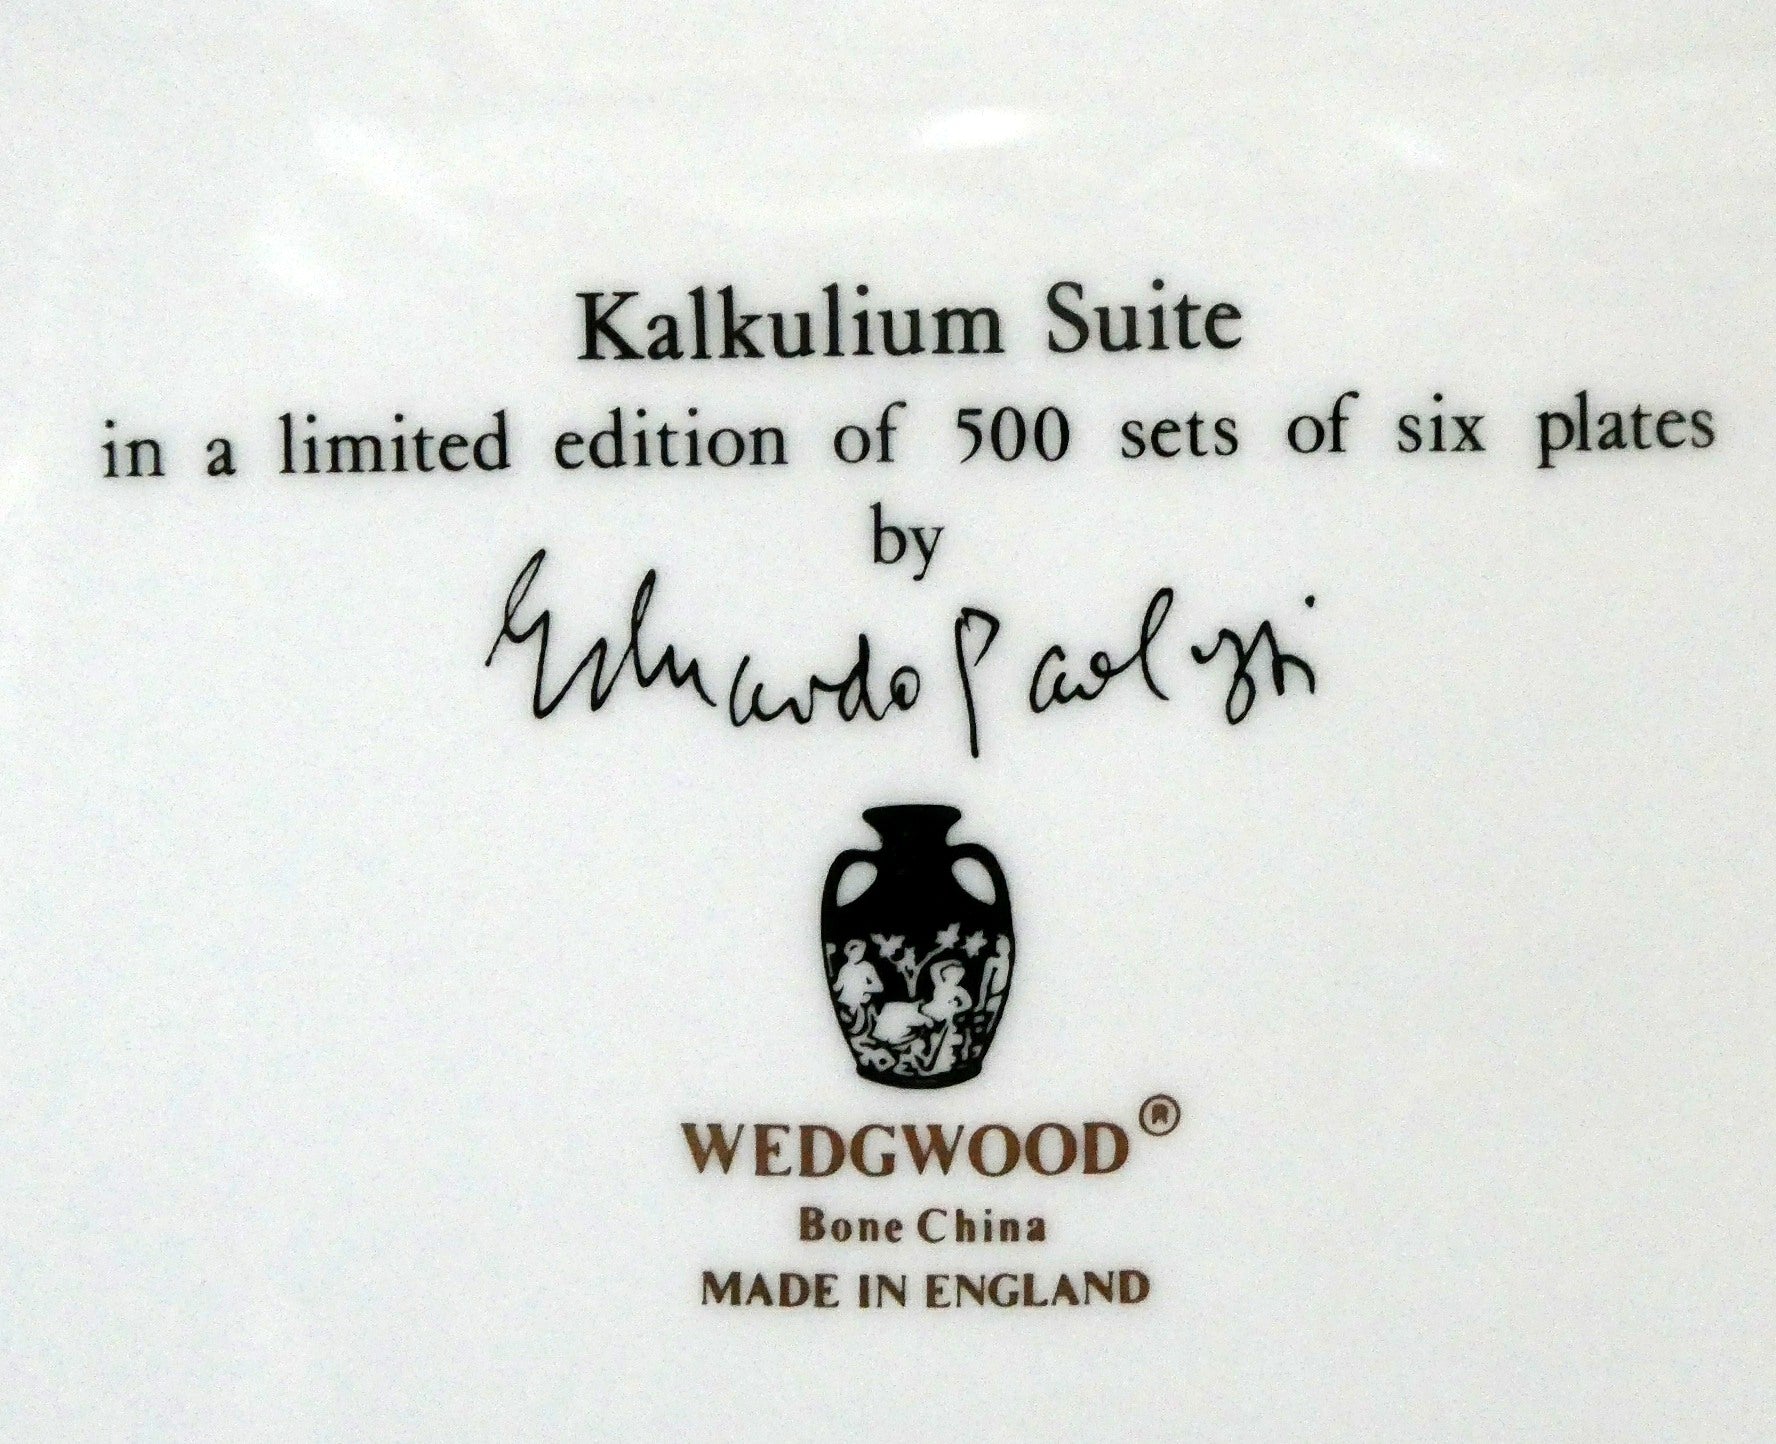 Kalkulium Suite
in a limited edition of 500 sets of six plates
by
Eduardo Paolozzi
WEDGWOOD®
Bone China
MADE IN ENGLAND